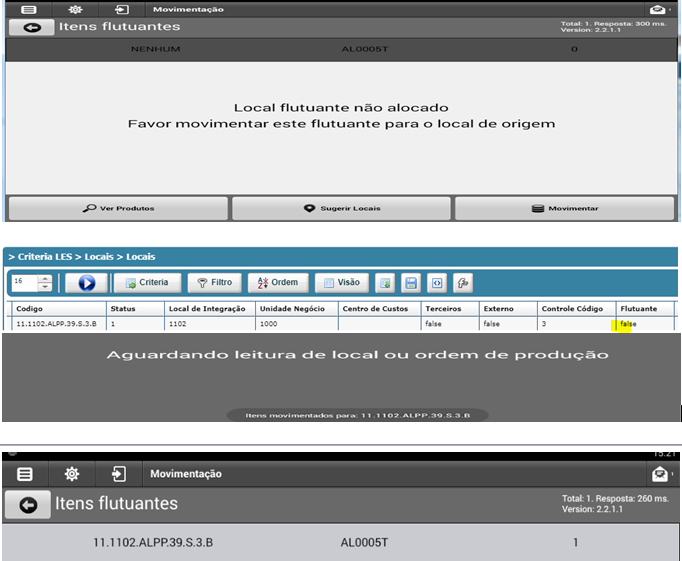 Movimentação
Itens flutuantes
Total: 1. Resposta: 300 ms.
Version: 2.2.1.1
NENHUM AL0005T 0
Local flutuante não alocado
Favor movimentar este flutuante para o local de origem
Ver Produtos Sugerir Locais Movimentar
> Criteria LES > Locais > Locais
16 Criteria Filtro Ordem Visão
Codigo Status Local de Integração Unidade Negócio Centro de Custos Terceiros Externo Controle Código Flutuante
11.1102.ALPP.39.S.3.B 1 1102 1000 false false 3 false
Aguardando leitura de local ou ordem de produção
Itens movimentados para: 11.1102.ALPP.39.S.3.B
15:21
Movimentação
Itens flutuantes
Total: 1. Resposta: 260 ms.
Version: 2.2.1.1
11.1102.ALPP.39.S.3.B AL0005T 1